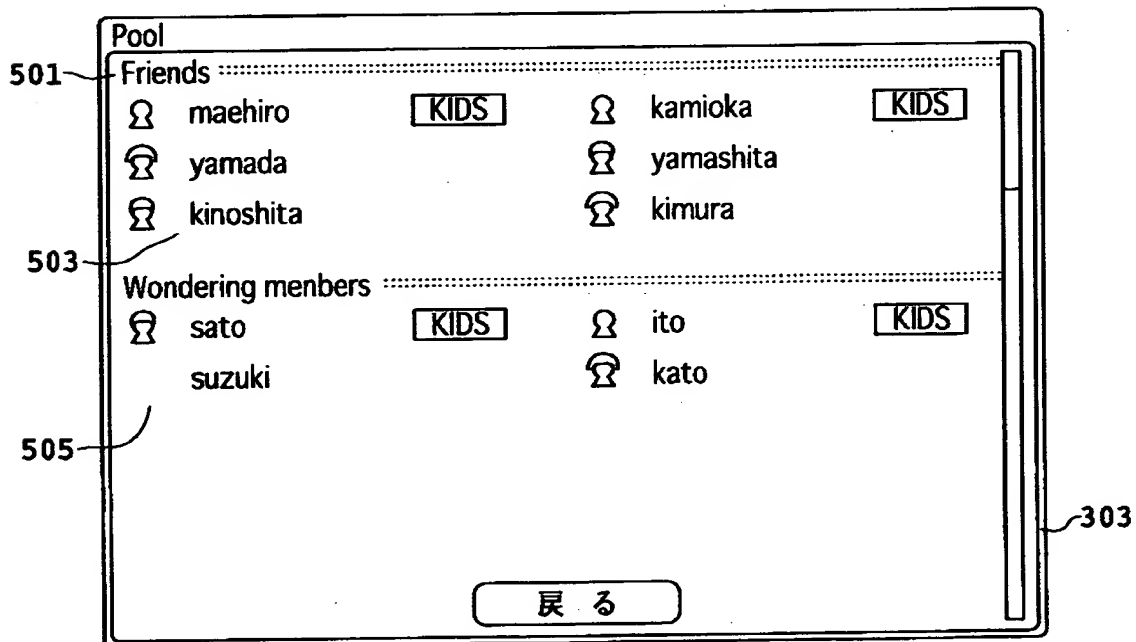 Pool
501 Friends
maehiro KIDS kamioka KIDS
yamada yamashita
kinoshita kimura
503
Wondering menbers
sato KIDS ito KIDS
suzuki kato
505
303
戻る